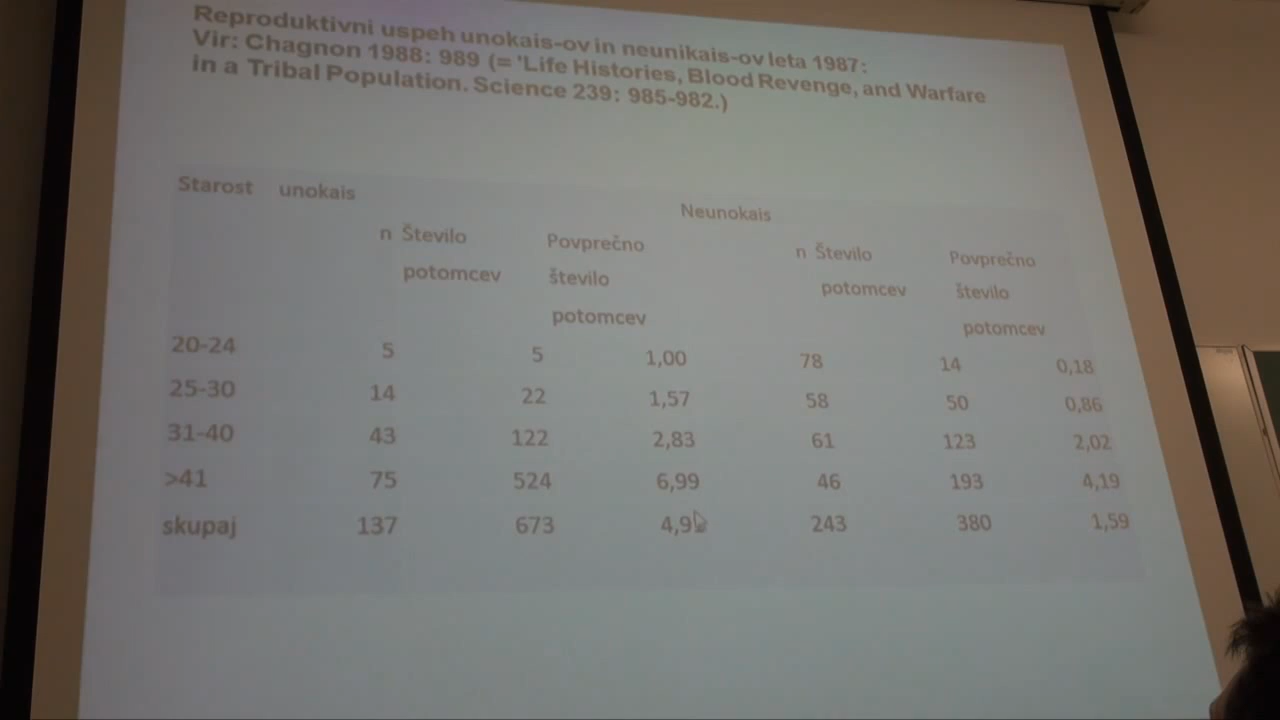 Reproduktivni uspeh unokais-ov in neunikais-ov leta 1987:
Vir: Chagnon 1988: 989 (= 'Life Histories, Blood Revenge, and Warfare
in a Tribal Population. Science 239: 985-982.)
Starost unokais Neunokais
n Število Povprečno n Število Povprečno
potomcev število potomcev število
potomcev potomcev
20-24 5 5 1,00 78 14 0,18
25-30 14 22 1,57 58 50 0,86
31-40 43 122 2,83 61 123 2,02
>41 75 524 6,99 46 193 4,19
skupaj 137 673 243 380 1,59